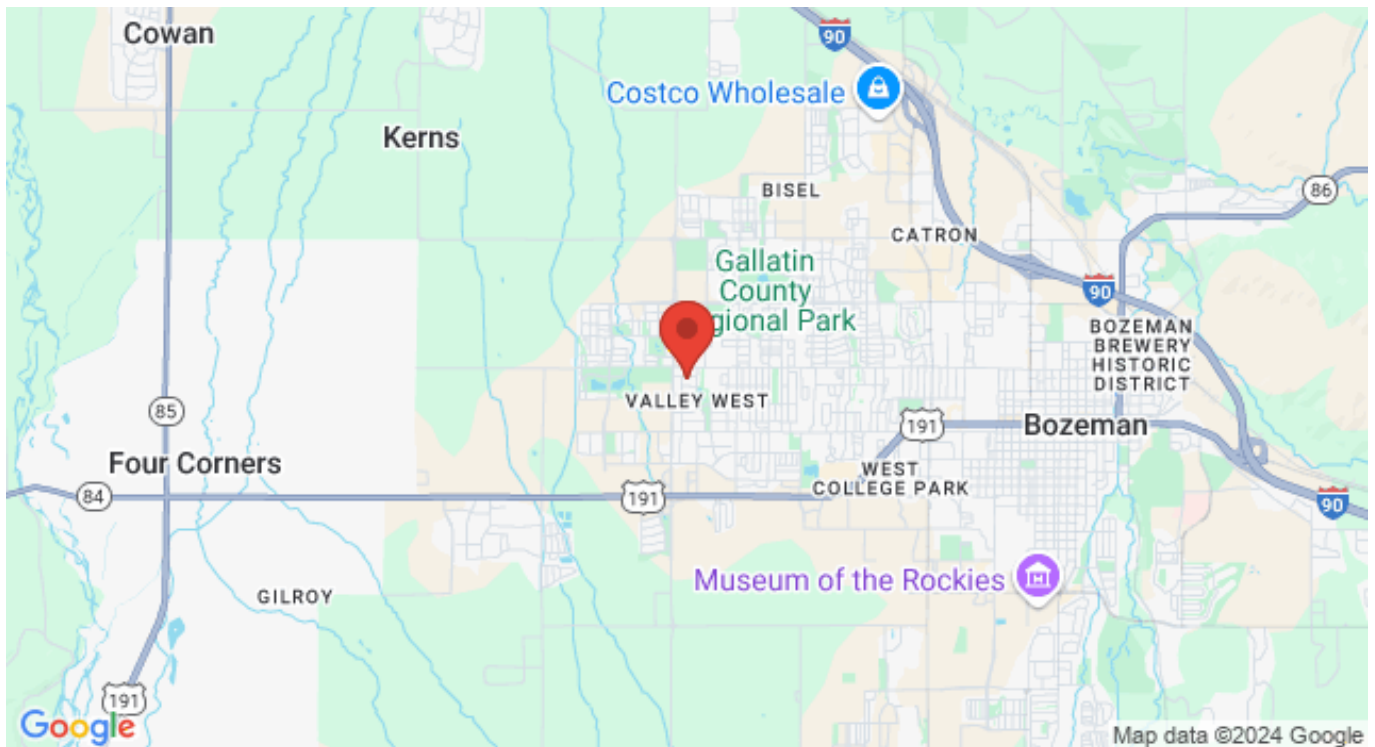 Cowan
90
Costco Wholesale
Kerns
BISEL
86
CATRON
Gallatin
County
gional Park
90
BOZEMAN
BREWERY
HISTORIC
DISTRICT
VALLEY WEST
85
191
Bozeman
Four Corners
WEST
COLLEGE PARK
84
191
90
Museum of the Rockies
GILROY
191
Google
Map data ©2024 Google